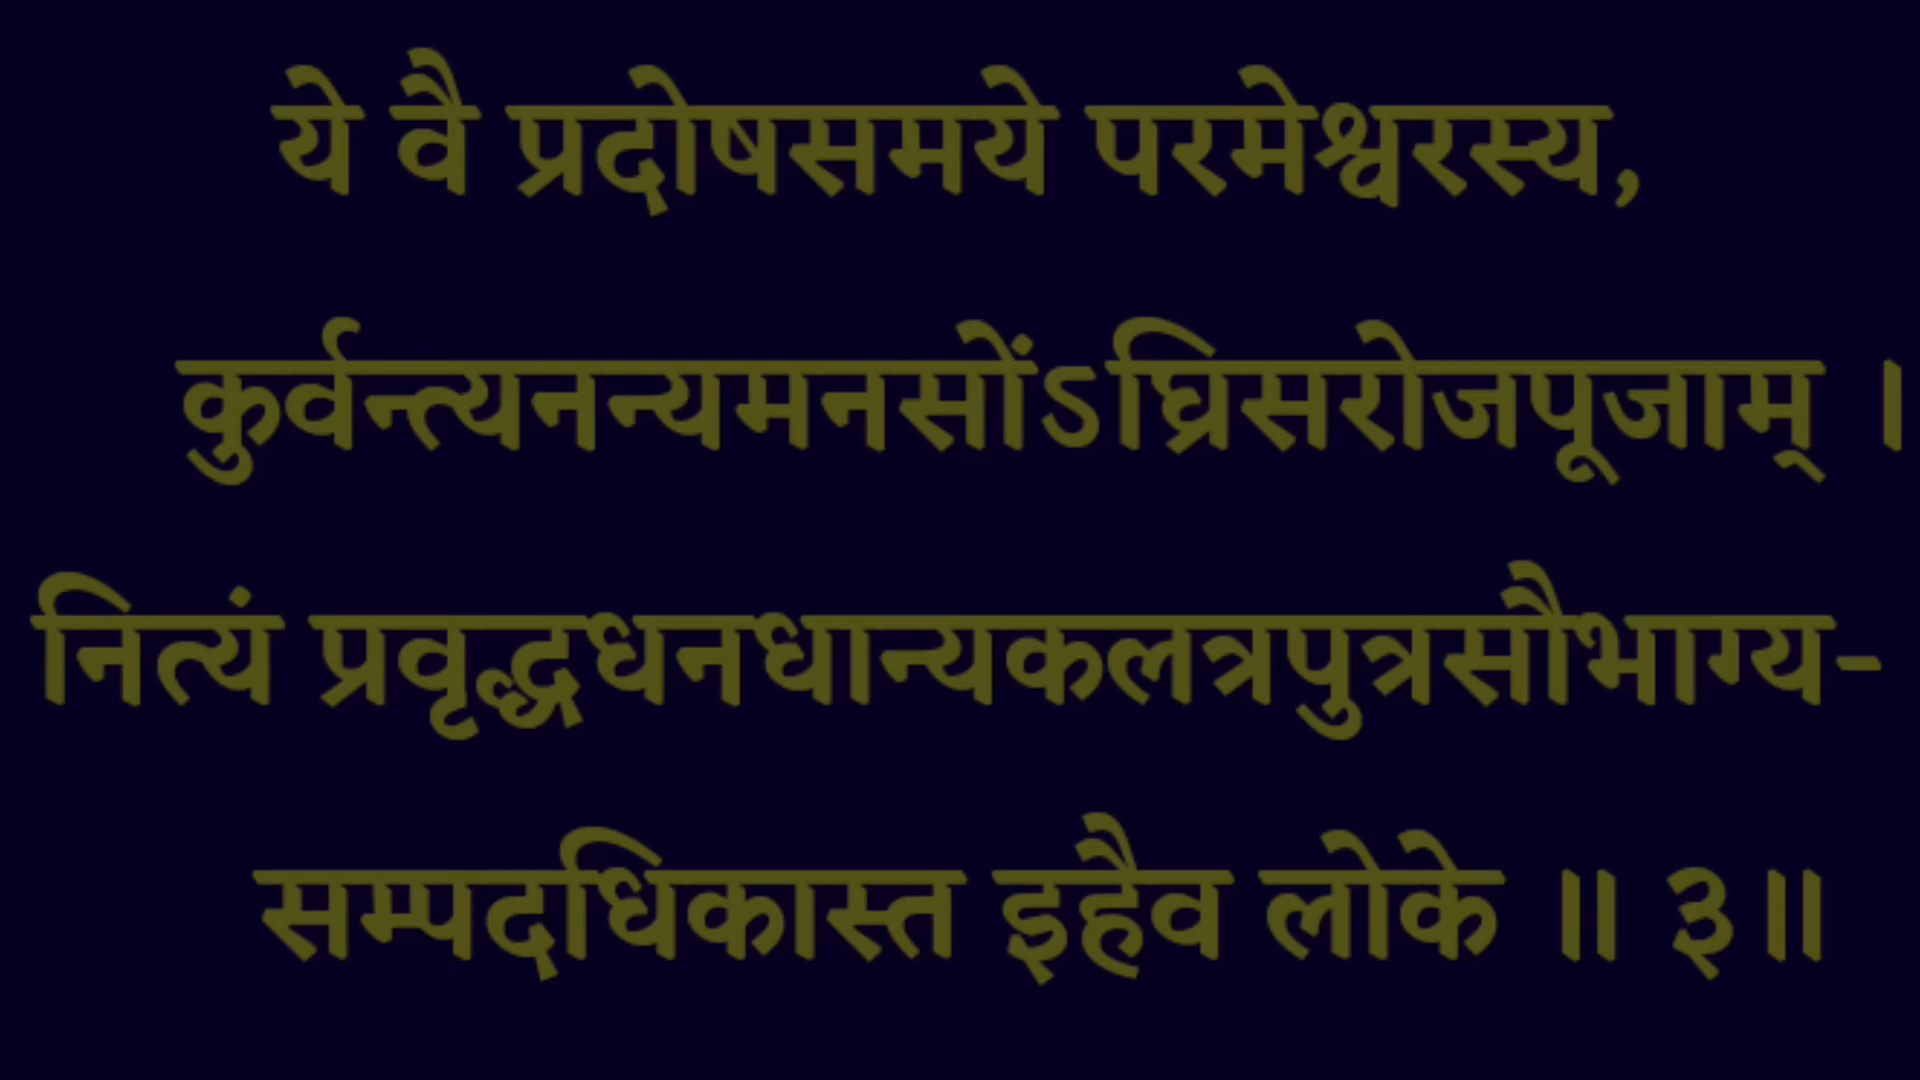 ये वै प्रदोषसमये परमेश्वरस्य,
कुर्वन्त्यनन्यमनसोंऽघ्रिसरोजपूजाम् ।
नित्यं प्रवृद्धधनधान्यकलत्रपुत्रसौभाग्य-
सम्पदधिकास्त इहैव लोके ॥ ३॥